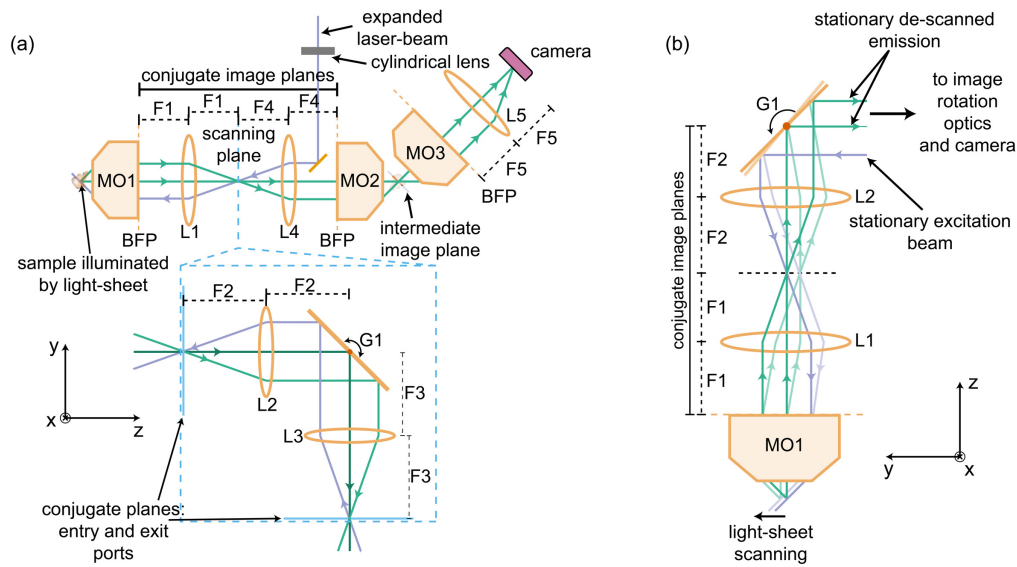 (a)
expanded
laser-beam
cylindrical lens
camera
conjugate image planes
F1
F1
F4
F4
scanning
plane
L5
F5
F5
MO3
MO1
MO2
BFP
BFP
L1
L4
BFP
sample illuminated
by light-sheet
intermediate
image plane
F2
F2
y
x
z
G1
L2
F3
L3
F3
conjugate planes:
entry and exit
ports
(b)
stationary de-scanned
emission
G1
to image
rotation
optics
and camera
F2
L2
stationary excitation
beam
conjugate image planes
F2
F1
L1
F1
MO1
z
y
x
light-sheet
scanning